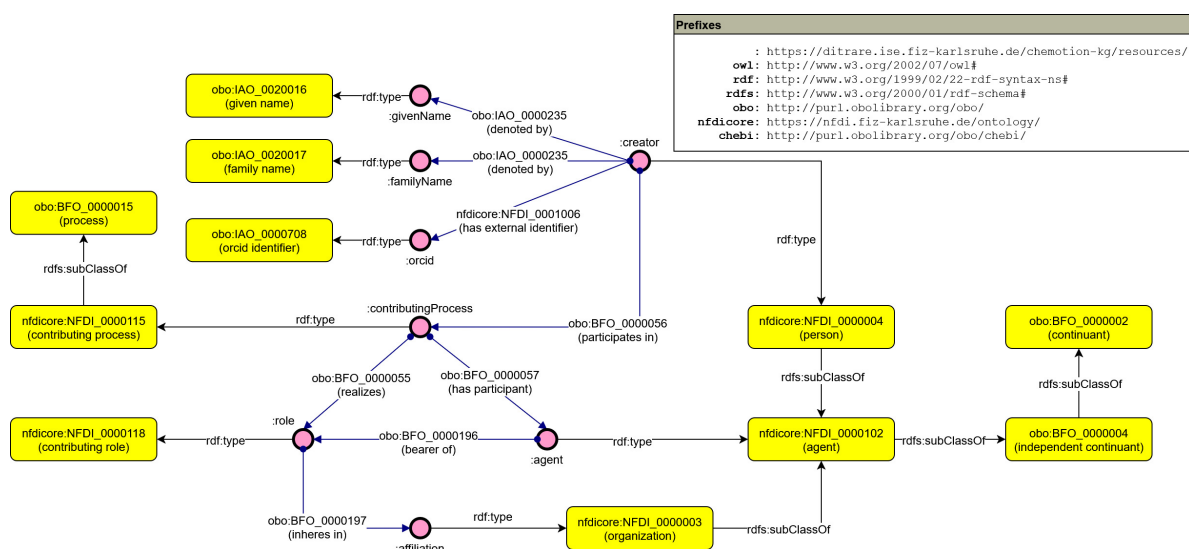 Prefixes
: https://ditrare.ise.fiz-karlsruhe.de/chemotion-kg/resources/
owl: http://www.w3.org/2002/07/owl#
rdf: http://www.w3.org/1999/02/22-rdf-syntax-ns#
rdfs: http://www.w3.org/2000/01/rdf-schema#
obo: http://purl.obolibrary.org/obo/
nfdicore: https://nfdi.fiz-karlsruhe.de/ontology/
chebi: http://purl.obolibrary.org/obo/chebi/
obo:IAO_0020016
(given name)
rdf:type
:givenName
obo:IAO_0000235
(denoted by)
:creator
obo:IAO_0020017
(family name)
rdf:type
:familyName
obo:IAO_0000235
(denoted by)
obo:BFO_0000015
(process)
nfdicore:NFDI_0001006
(has external identifier)
obo:IAO_0000708
(orcid identifier)
rdf:type
:orcid
rdf:type
rdfs:subClassOf
:contributingProcess
nfdicore:NFDI_0000115
(contributing process)
rdf:type
obo:BFO_0000056
(participates in)
nfdicore:NFDI_0000004
(person)
obo:BFO_0000002
(continuant)
obo:BFO_0000055
(realizes)
obo:BFO_0000057
(has participant)
rdfs:subClassOf
rdfs:subClassOf
:role
nfdicore:NFDI_0000118
(contributing role)
rdf:type
obo:BFO_0000196
(bearer of)
:agent
rdf:type
nfdicore:NFDI_0000102
(agent)
rdfs:subClassOf
obo:BFO_0000004
(independent continuant)
obo:BFO_0000197
(inheres in)
:affiliation
rdf:type
nfdicore:NFDI_0000003
(organization)
rdfs:subClassOf